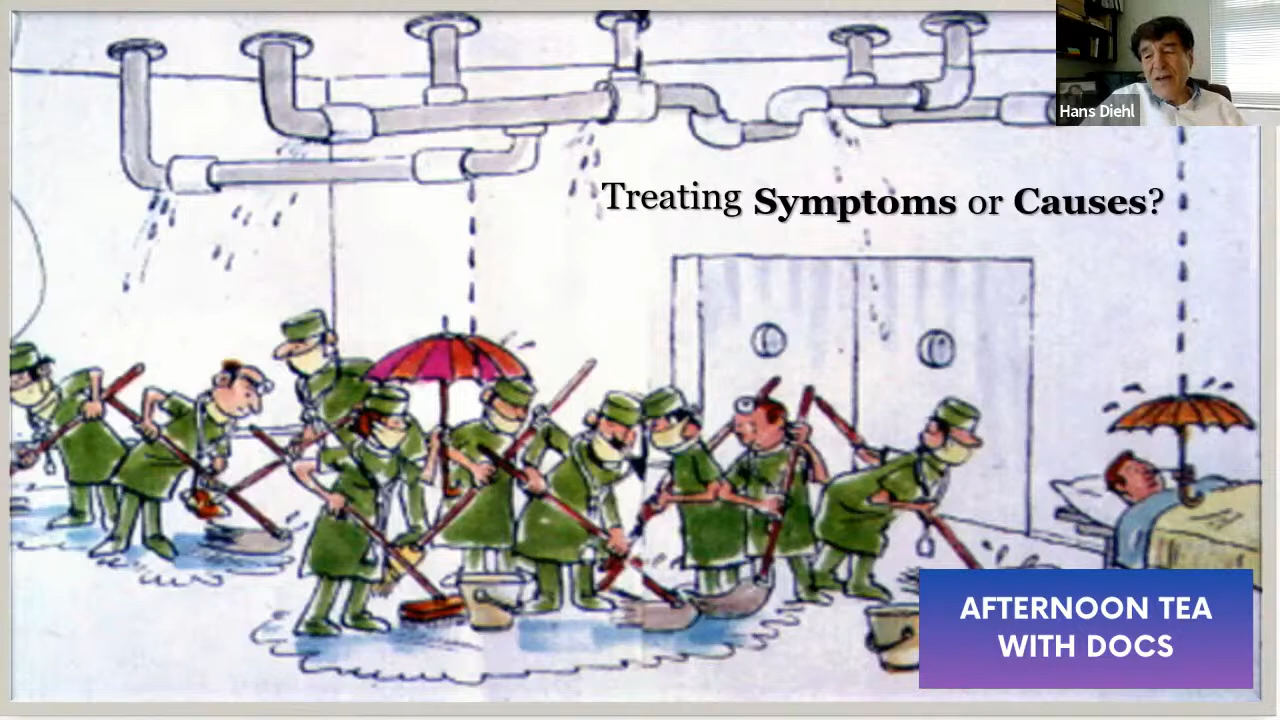 Hans Diehl
Treating Symptoms or Causes?
AFTERNOON TEA
WITH DOCS